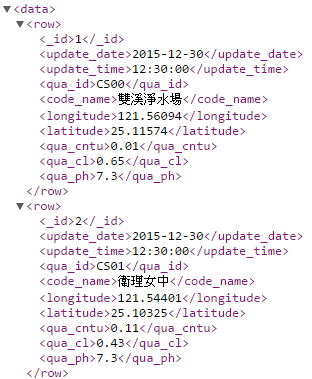 ▼<data>
▼<row>
<_id>1</_id>
<update_date>2015-12-30</update_date>
<update_time>12:30:00</update_time>
<qua_id>CS00</qua_id>
<code_name>雙溪淨水場</code_name>
<longitude>121.56094</longitude>
<latitude>25.11574</latitude>
<qua_cntu>0.01</qua_cntu>
<qua_cl>0.65</qua_cl>
<qua_ph>7.3</qua_ph>
</row>
▼<row>
<_id>2</_id>
<update_date>2015-12-30</update_date>
<update_time>12:30:00</update_time>
<qua_id>CS01</qua_id>
<code_name>衛理女中</code_name>
<longitude>121.54401</longitude>
<latitude>25.10325</latitude>
<qua_cntu>0.11</qua_cntu>
<qua_cl>0.43</qua_cl>
<qua_ph>7.3</qua_ph>
</row>